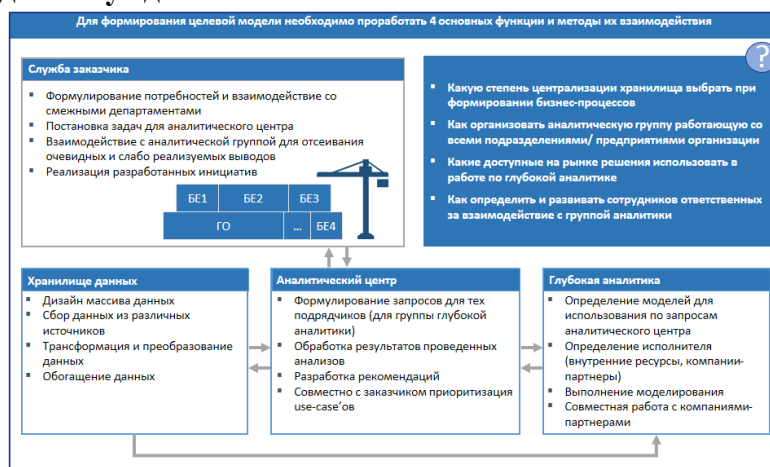 Для формирования целевой модели необходимо проработать 4 основных функции и методы их взаимодействия
Служба заказчика
▪ Формулирование потребностей и взаимодействие со
смежными департаментами
▪ Постановка задач для аналитического центра
▪ Взаимодействие с аналитической группой для отсеивания
очевидных и слабо реализуемых выводов
▪ Реализация разработанных инициатив
БЕ1 БЕ2 БЕ3
ГО ... БЕ4
?
▪ Какую степень централизации хранилища выбрать при
формировании бизнес-процессов
▪ Как организовать аналитическую группу работающую со
всеми подразделениями/ предприятиями организации
▪ Какие доступные на рынке решения использовать в
работе по глубокой аналитике
▪ Как определить и развивать сотрудников ответственных
за взаимодействие с группой аналитики
Хранилище данных
▪ Дизайн массива данных
▪ Сбор данных из различных
источников
▪ Трансформация и преобразование
данных
▪ Обогащение данных
Аналитический центр
▪ Формулирование запросов для тех
подрядчиков (для группы глубокой
аналитики)
▪ Обработка результатов проведенных
анализов
▪ Разработка рекомендаций
▪ Совместно с заказчиком приоритизация
use-case'ов
Глубокая аналитика
▪ Определение моделей для
использования по запросам
аналитического центра
▪ Определение исполнителя
(внутренние ресурсы, компании-
партнеры)
▪ Выполнение моделирования
▪ Совместная работа с компаниями-
партнерами